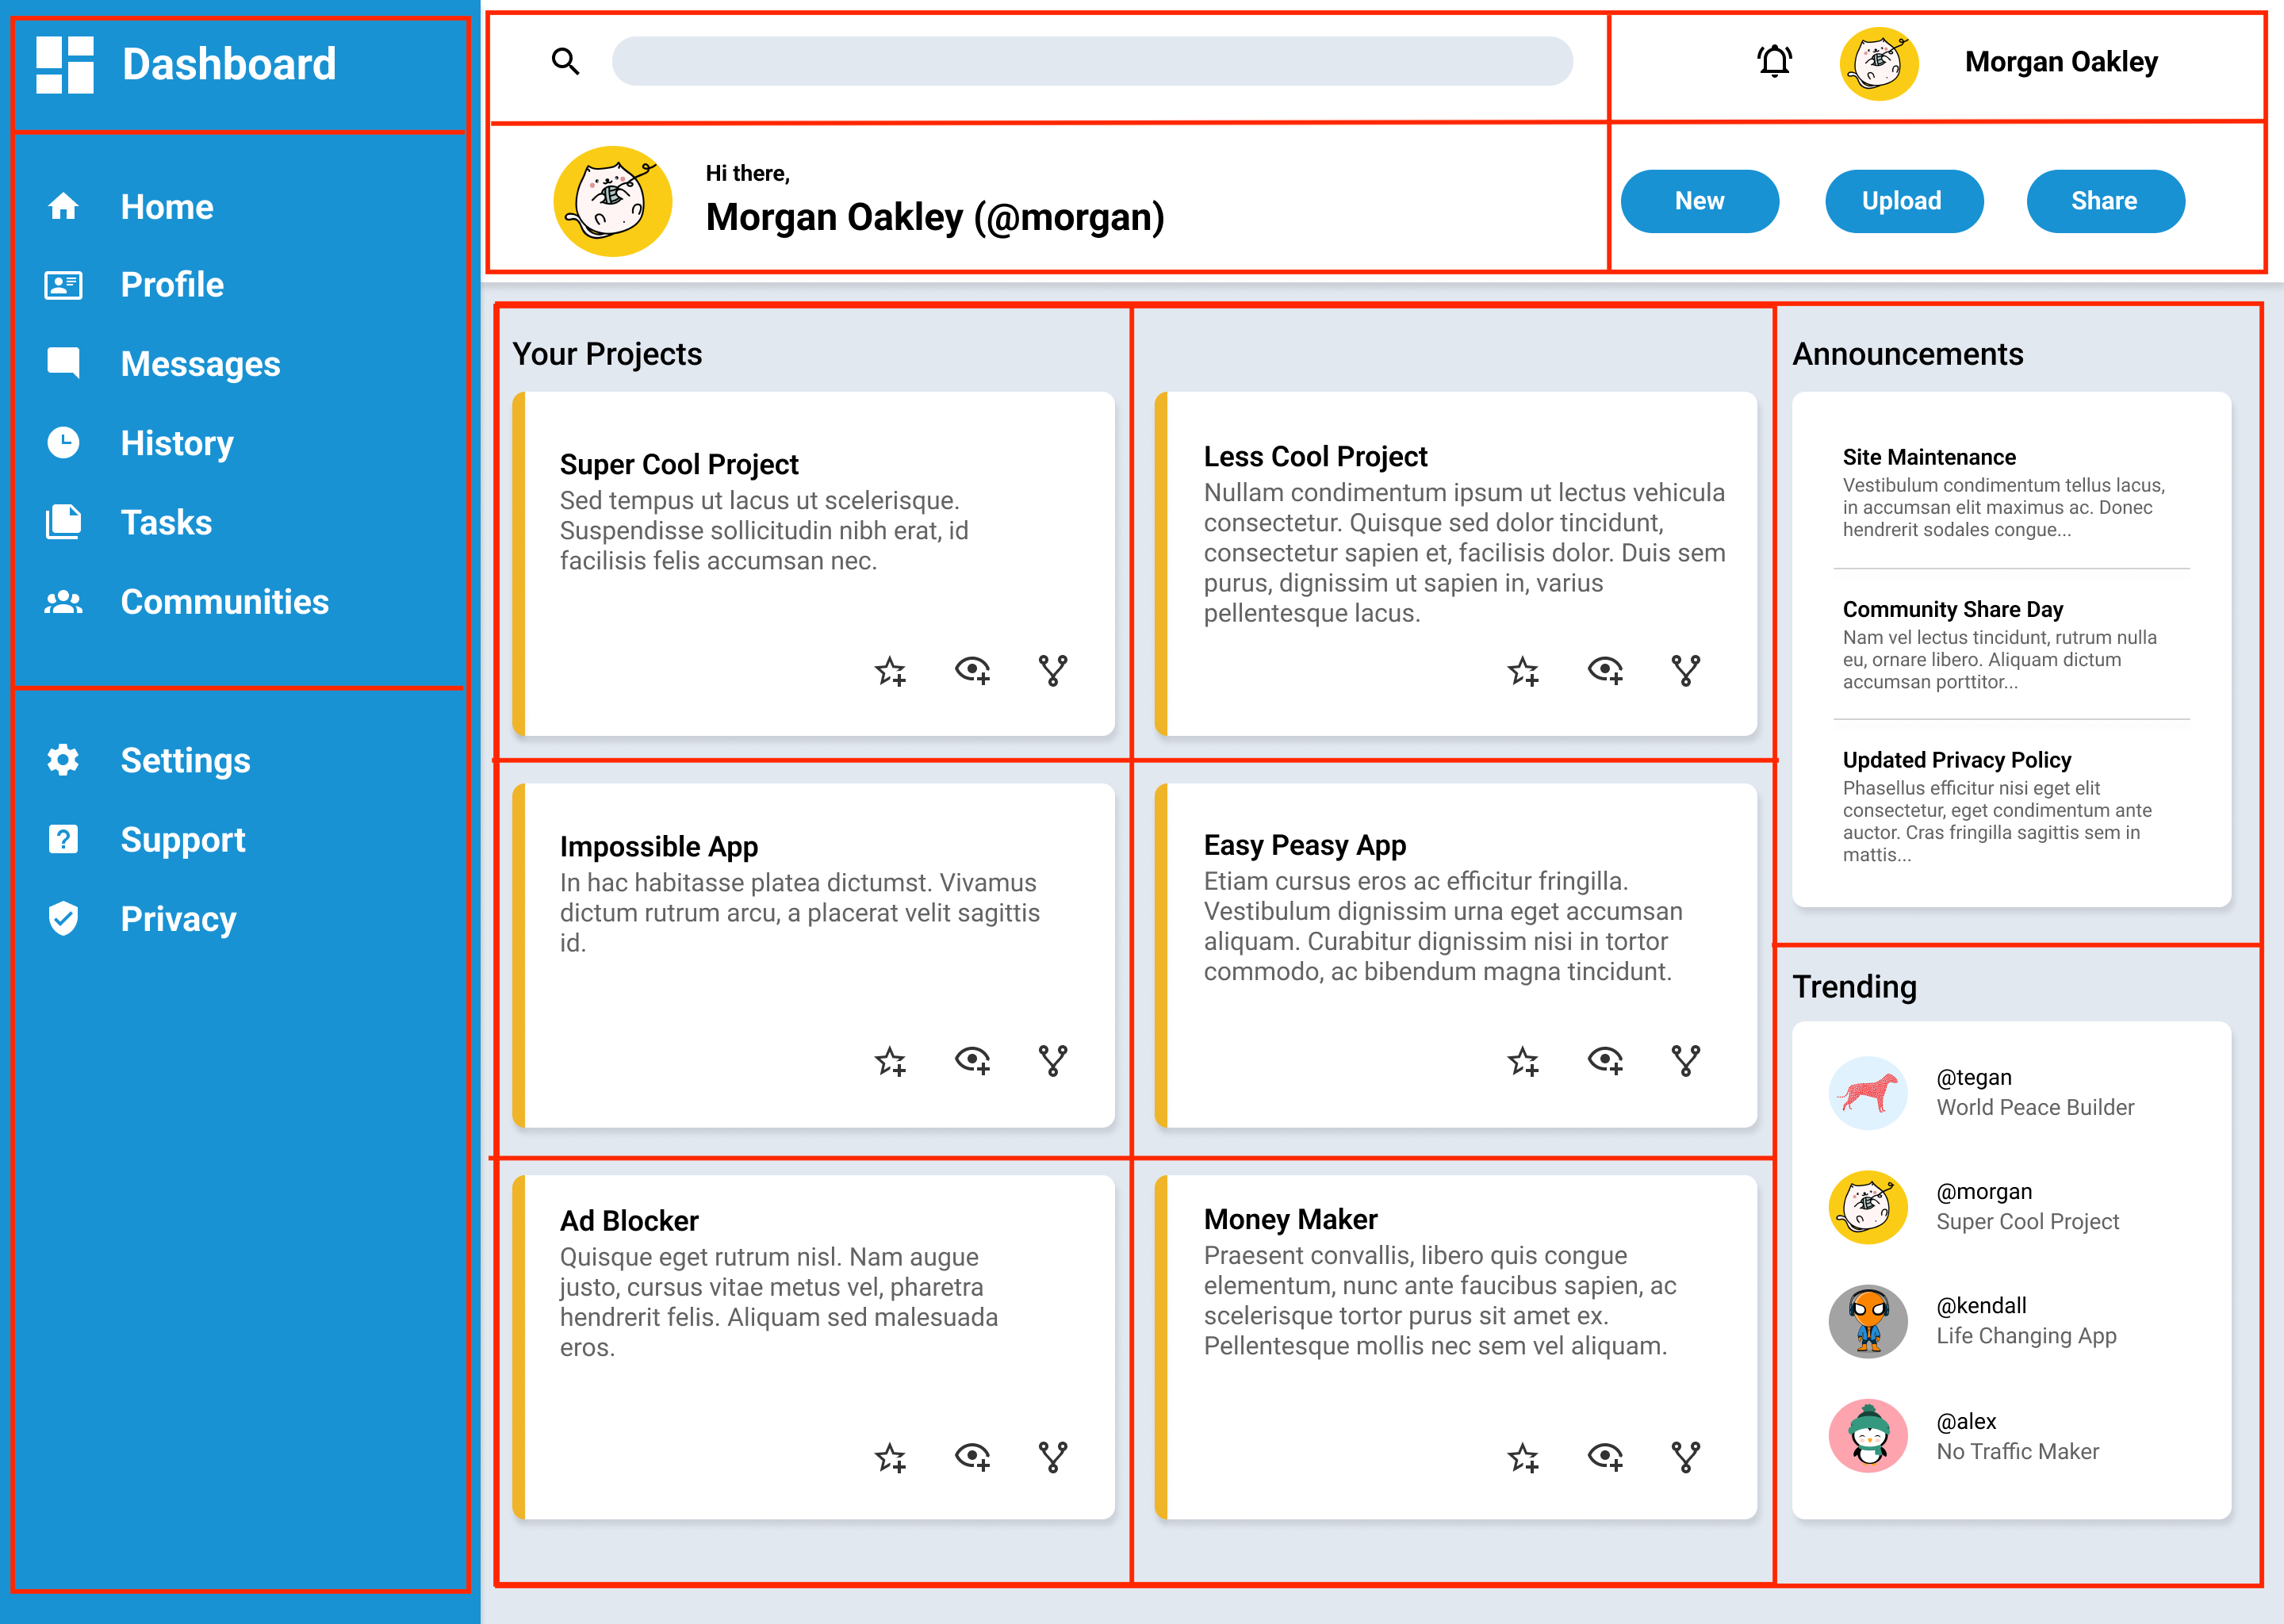 Dashboard
Home
Profile
Messages
History
Tasks
Communities
Settings
Support
Privacy
Morgan Oakley
Hi there,
Morgan Oakley (@morgan)
New
Upload
Share
Your Projects
Super Cool Project
Sed tempus ut lacus ut scelerisque.
Suspendisse sollicitudin nibh erat, id
facilisis felis accumsan nec.
Less Cool Project
Nullam condimentum ipsum ut lectus vehicula
consectetur. Quisque sed dolor tincidunt,
consectetur sapien et, facilisis dolor. Duis sem
purus, dignissim ut sapien in, varius
pellentesque lacus.
Impossible App
In hac habitasse platea dictumst. Vivamus
dictum rutrum arcu, a placerat velit sagittis
id.
Easy Peasy App
Etiam cursus eros ac efficitur fringilla.
Vestibulum dignissim urna eget accumsan
aliquam. Curabitur dignissim nisi in tortor
commodo, ac bibendum magna tincidunt.
Ad Blocker
Quisque eget rutrum nisl. Nam augue
justo, cursus vitae metus vel, pharetra
hendrerit felis. Aliquam sed malesuada
eros.
Money Maker
Praesent convallis, libero quis congue
elementum, nunc ante faucibus sapien, ac
scelerisque tortor purus sit amet ex.
Pellentesque mollis nec sem vel aliquam.
Announcements
Site Maintenance
Vestibulum condimentum tellus lacus,
in accumsan elit maximus ac. Donec
hendrerit sodales congue...
Community Share Day
Nam vel lectus tincidunt, rutrum nulla
eu, ornare libero. Aliquam dictum
accumsan porttitor...
Updated Privacy Policy
Phasellus efficitur nisi eget elit
consectetur, eget condimentum ante
auctor. Cras fringilla sagittis sem in
mattis...
Trending
@tegan
World Peace Builder
@morgan
Super Cool Project
@kendall
Life Changing App
@alex
No Traffic Maker